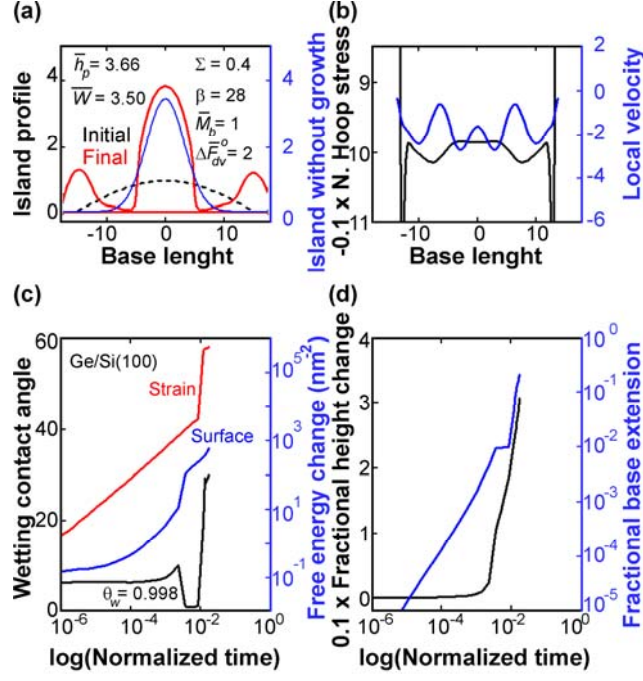 (a)
Island profile
4
2
0
h̅p = 3.66
W̅ = 3.50
Σ = 0.4
β = 28
M̅b = 1
ΔF̅dv° = 2
Initial
Final
-10 0 10
Base lenght
4
2
0
Island without growth
(b)
-0.1 x N. Hoop stress
9
10
11
-10 0 10
Base lenght
2
0
-2
-4
-6
Local velocity
(c)
Wetting contact angle
60
40
20
0
Ge/Si(100)
Strain
Surface
θw = 0.998
10-6 10-4 10-2 100
log(Normalized time)
105
103
101
10-1
Free energy change (nm-2)
(d)
0.1 x Fractional height change
4
3
2
1
0
10-6 10-4 10-2 100
log(Normalized time)
100
10-1
10-2
10-3
10-4
10-5
Fractional base extension